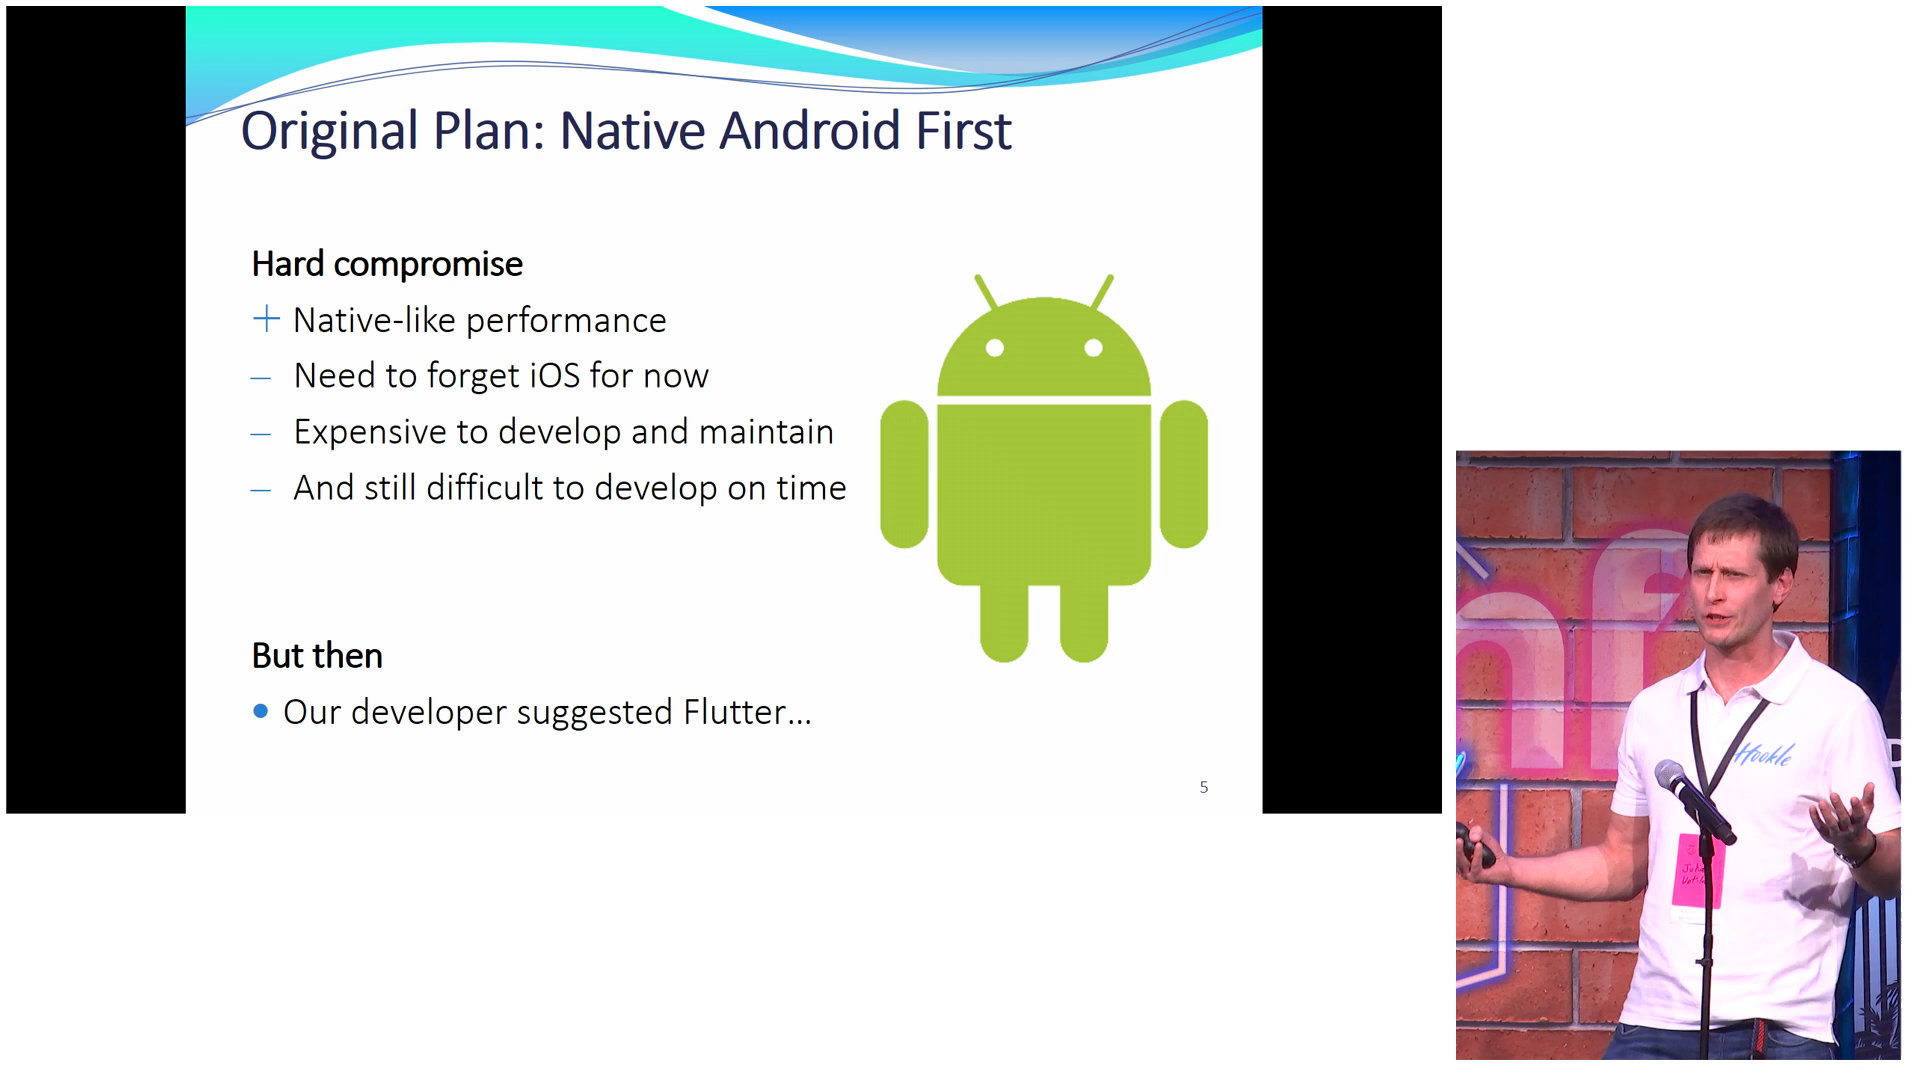 Original Plan: Native Android First
Hard compromise
+ Native-like performance
– Need to forget iOS for now
– Expensive to develop and maintain
– And still difficult to develop on time
But then
• Our developer suggested Flutter...
5
Hookle